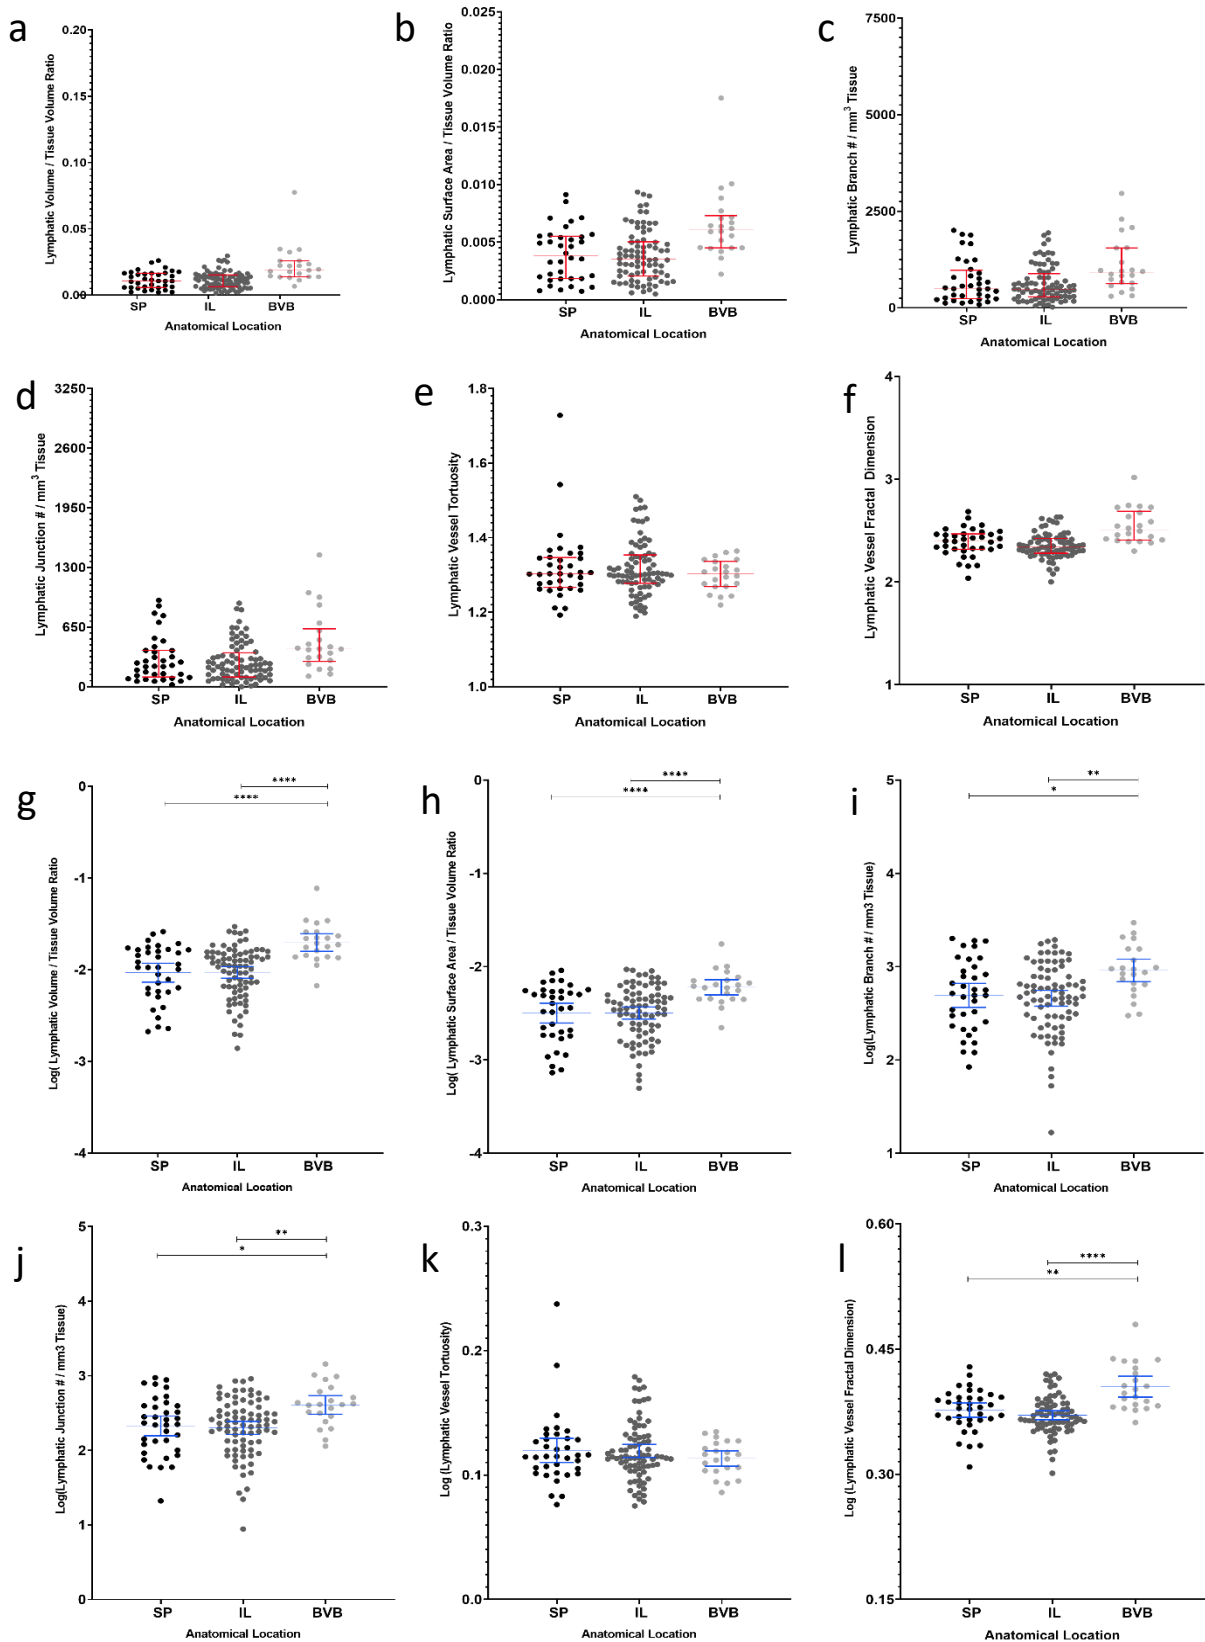 a
Lymphatic Volume / Tissue Volume Ratio
0.20
0.15
0.10
0.05
0.00
SP IL BVB
Anatomical Location
b
Lymphatic Surface Area / Tissue Volume Ratio
0.025
0.020
0.015
0.010
0.005
0.000
SP IL BVB
Anatomical Location
c
Lymphatic Branch # / mm³ Tissue
7500
5000
2500
0
SP IL BVB
Anatomical Location
d
Lymphatic Junction # / mm³ Tissue
3250
2600
1950
1300
650
0
SP IL BVB
Anatomical Location
e
Lymphatic Vessel Tortuosity
1.8
1.6
1.4
1.2
1.0
SP IL BVB
Anatomical Location
f
Lymphatic Vessel Fractal Dimension
4
3
2
1
SP IL BVB
Anatomical Location
g
Log( Lymphatic Volume / Tissue Volume Ratio
0
-1
-2
-3
-4
****
****
SP IL BVB
Anatomical Location
h
Log( Lymphatic Surface Area / Tissue Volume Ratio
0
-1
-2
-3
-4
****
****
SP IL BVB
Anatomical Location
i
Log(Lymphatic Branch # / mm3 Tissue)
5
4
3
2
1
**
*
SP IL BVB
Anatomical Location
j
Log(Lymphatic Junction # / mm3 Tissue)
5
4
3
2
1
0
**
*
SP IL BVB
Anatomical Location
k
Log (Lymphatic Vessel Tortuosity)
0.3
0.2
0.1
0.0
SP IL BVB
Anatomical Location
l
Log (Lymphatic Vessel Fractal Dimension)
0.60
0.45
0.30
0.15
****
**
SP IL BVB
Anatomical Location